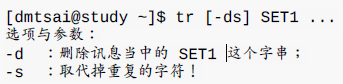 [dmtsai@study ~]$ tr [-ds] SET1 ...
选项与参数：
-d ：删除讯息当中的 SET1 这个字串；
-s ：取代掉重复的字符！